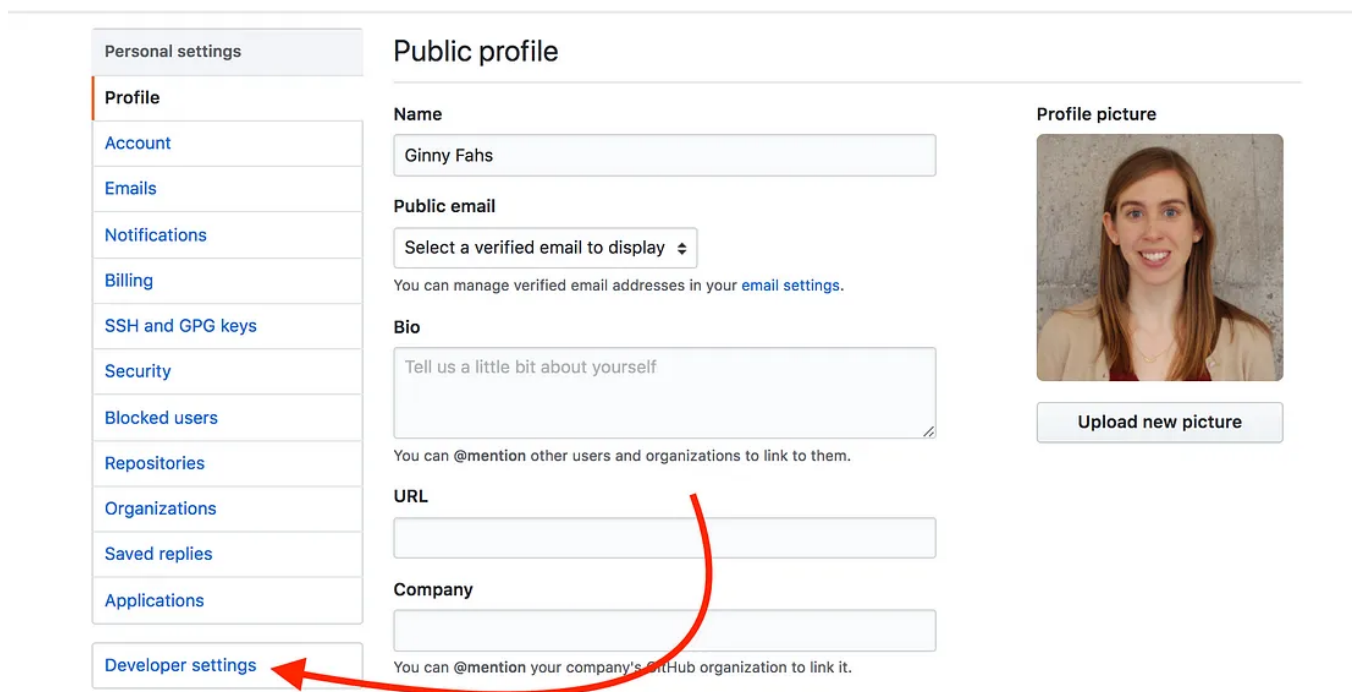 Personal settings
Profile
Account
Emails
Notifications
Billing
SSH and GPG keys
Security
Blocked users
Repositories
Organizations
Saved replies
Applications
Developer settings
Public profile
Name
Ginny Fahs
Public email
Select a verified email to display
You can manage verified email addresses in your email settings.
Bio
Tell us a little bit about yourself
You can @mention other users and organizations to link to them.
URL
Company
You can @mention your company's GitHub organization to link it.
Profile picture
Upload new picture